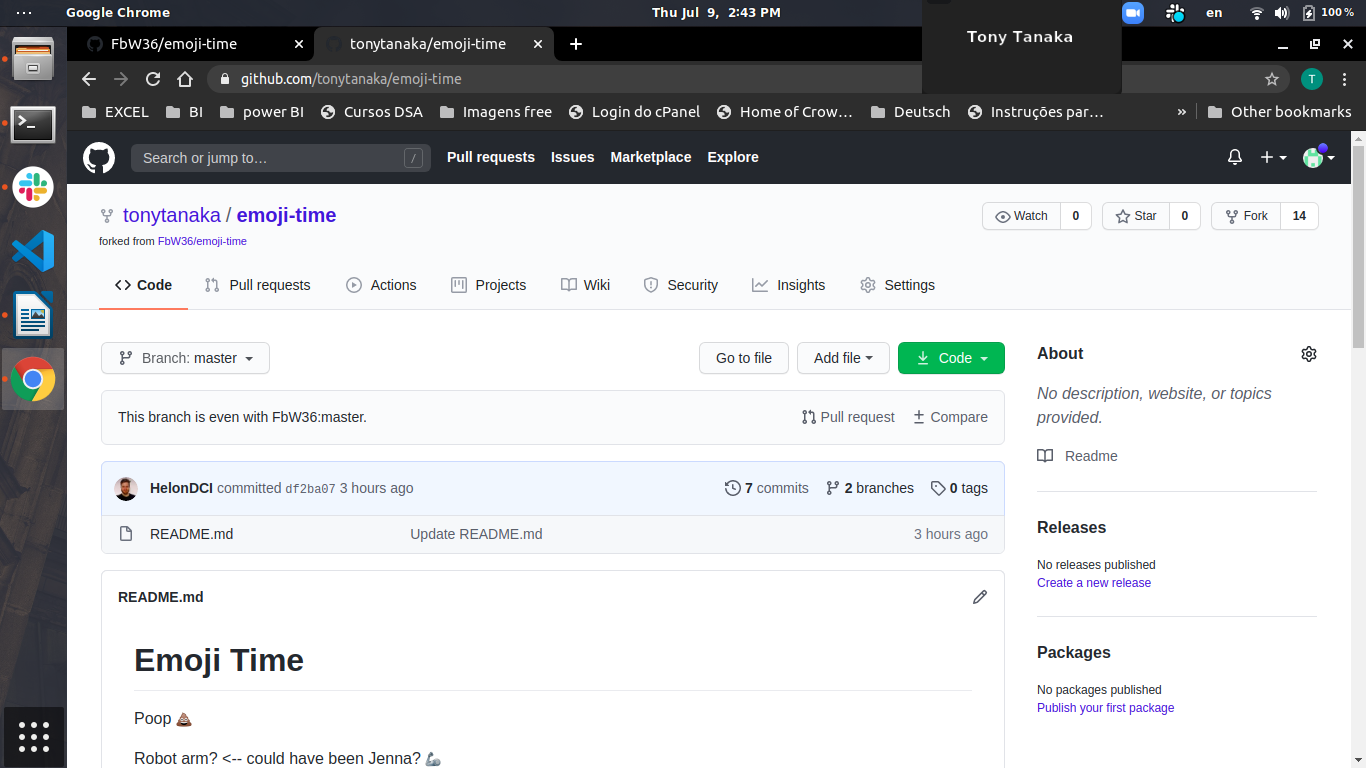 Google Chrome Thu Jul 9, 2:43 PM en 100 %
Tony Tanaka
FbW36/emoji-time tonytanaka/emoji-time
github.com/tonytanaka/emoji-time T
EXCEL BI power BI Cursos DSA Imagens free Login do cPanel Home of Crow… Deutsch Instruções par… » Other bookmarks
Search or jump to… / Pull requests Issues Marketplace Explore
tonytanaka / emoji-time Watch 0 Star 0 Fork 14
forked from FbW36/emoji-time
Code Pull requests Actions Projects Wiki Security Insights Settings
Branch: master Go to file Add file Code
This branch is even with FbW36:master. Pull request Compare
HelonDCI committed df2ba07 3 hours ago 7 commits 2 branches 0 tags
README.md Update README.md 3 hours ago
README.md
Emoji Time
Poop 💩
Robot arm? <-- could have been Jenna? 🦾
About
No description, website, or topics
provided.
Readme
Releases
No releases published
Create a new release
Packages
No packages published
Publish your first package